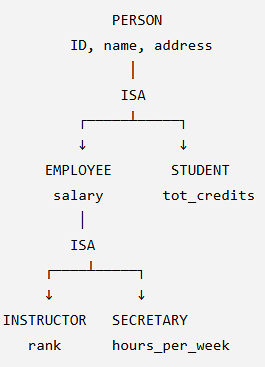 PERSON
ID, name, address
ISA
EMPLOYEE STUDENT
salary tot_credits
ISA
INSTRUCTOR SECRETARY
rank hours_per_week